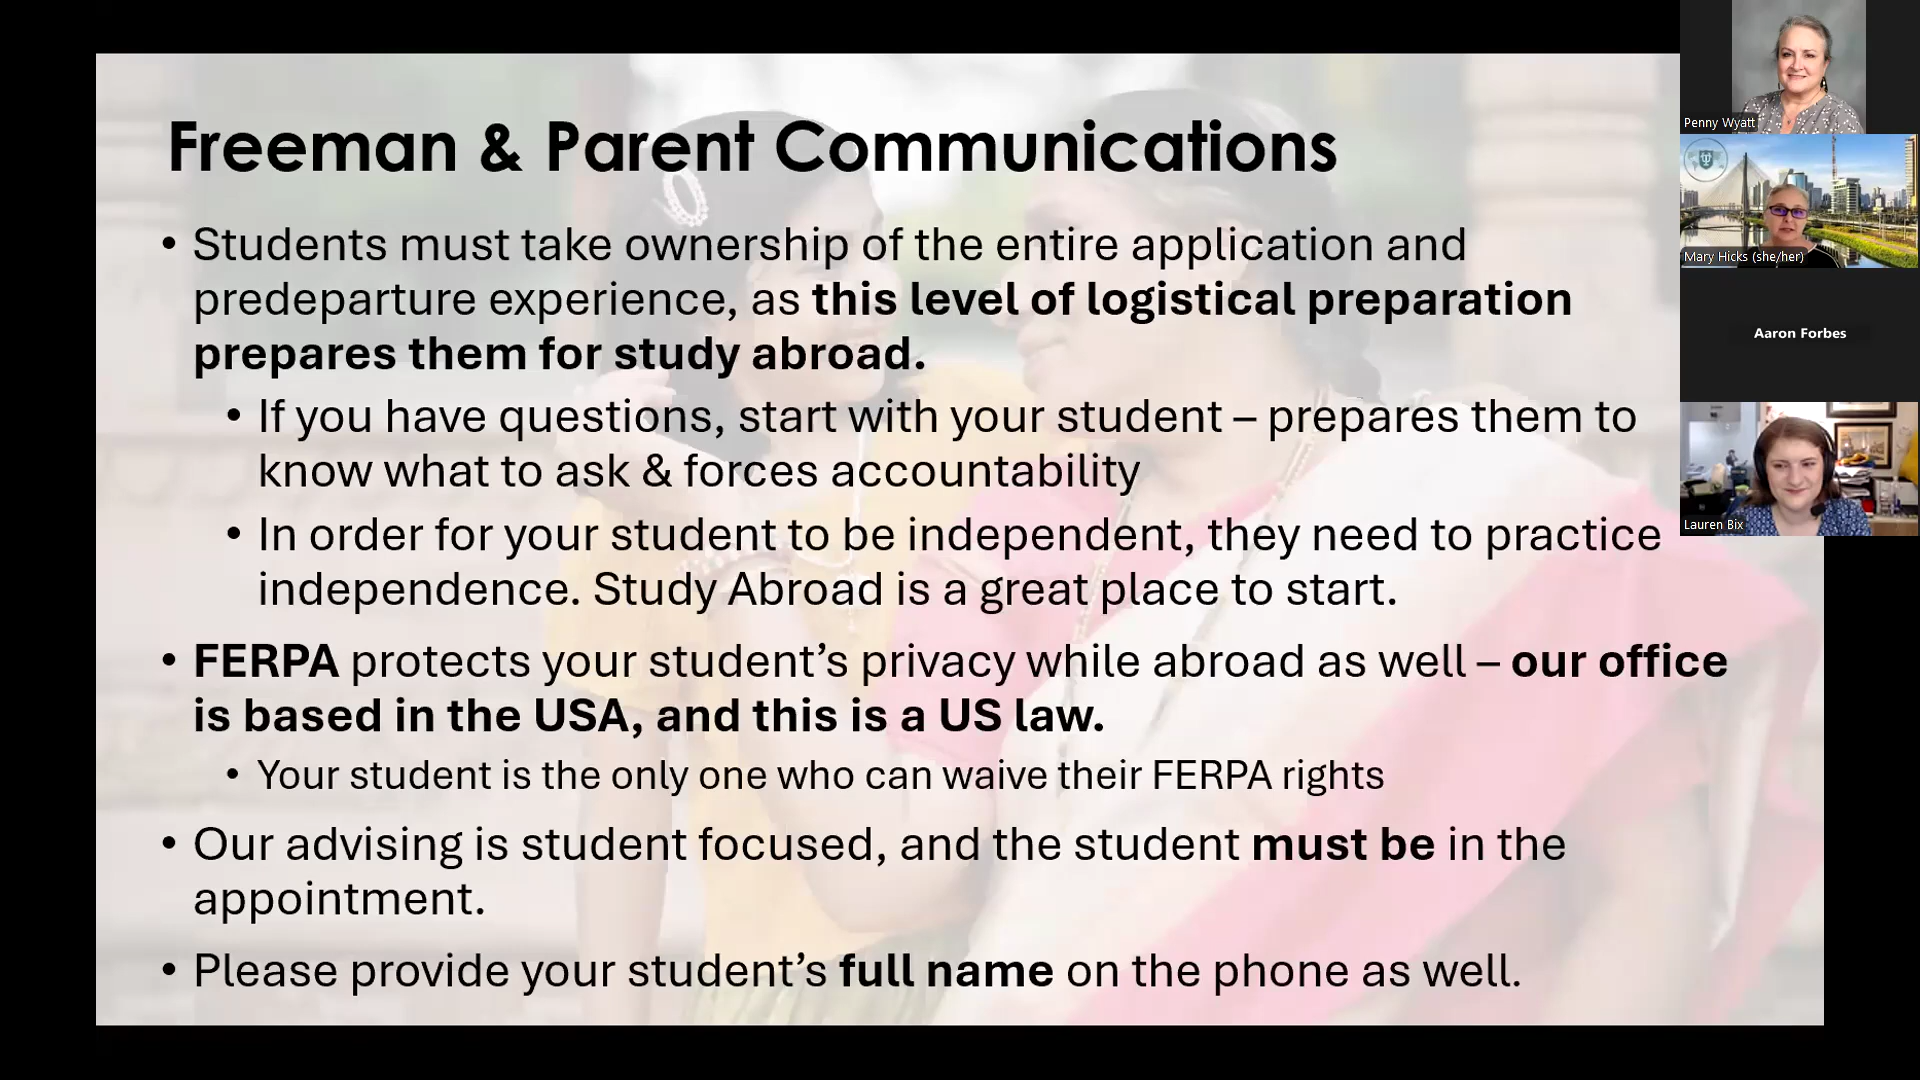 Freeman & Parent Communications
• Students must take ownership of the entire application and
predeparture experience, as this level of logistical preparation
prepares them for study abroad.
• If you have questions, start with your student – prepares them to
know what to ask & forces accountability
• In order for your student to be independent, they need to practice
independence. Study Abroad is a great place to start.
• FERPA protects your student’s privacy while abroad as well – our office
is based in the USA, and this is a US law.
• Your student is the only one who can waive their FERPA rights
• Our advising is student focused, and the student must be in the
appointment.
• Please provide your student’s full name on the phone as well.
Penny Wyatt
Mary Hicks (she/her)
Aaron Forbes
Lauren Bix